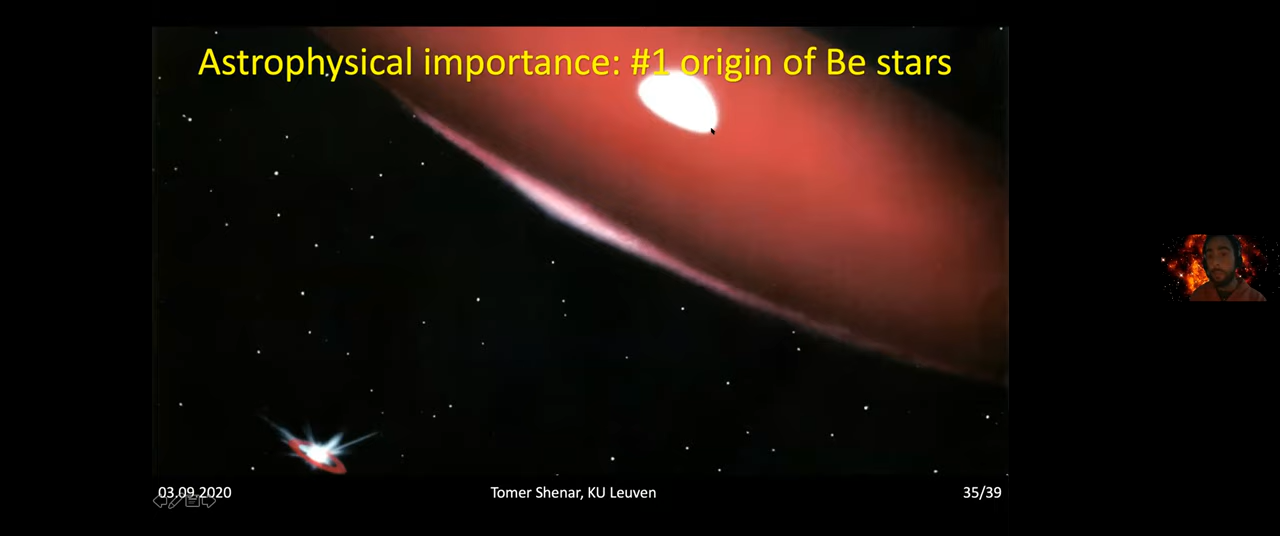 Astrophysical importance: #1 origin of Be stars
03.09.2020
Tomer Shenar, KU Leuven
35/39